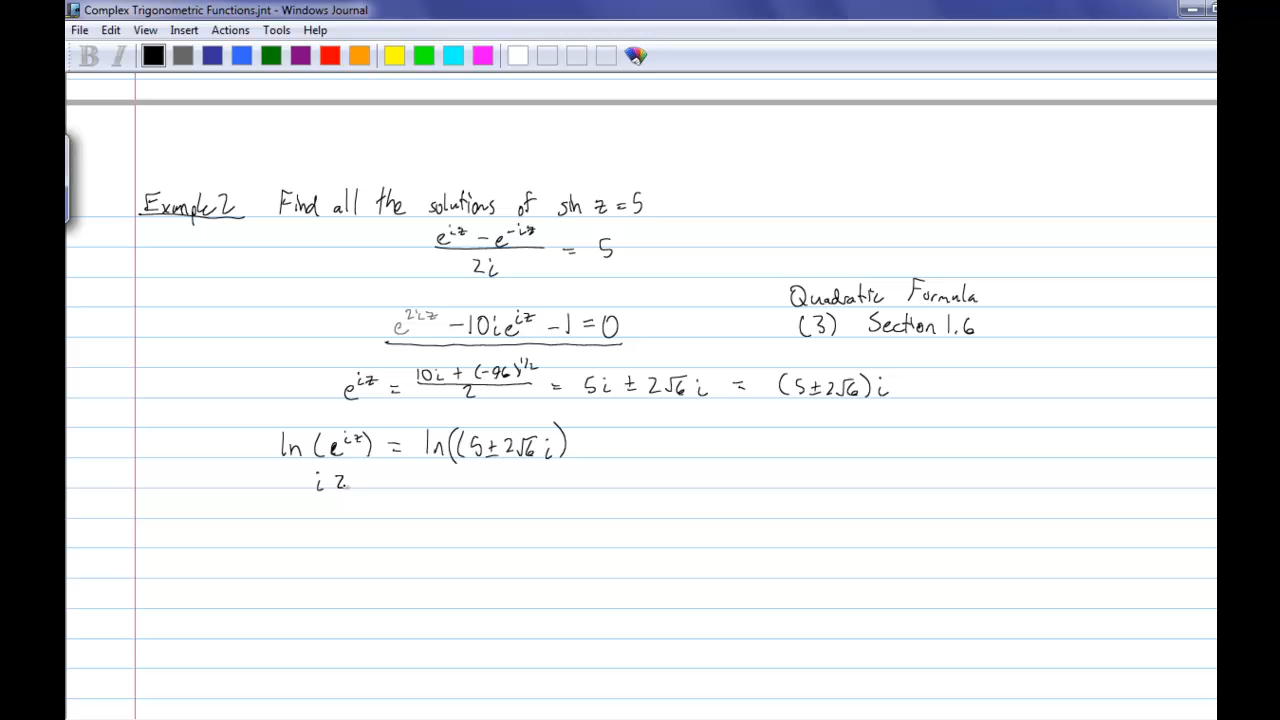 Complex Trigonometric Functions.jnt - Windows Journal
File Edit View Insert Actions Tools Help
B I
Example 2 Find all the solutions of sin z = 5
(e^{iz} - e^{-iz}) / 2i = 5
Quadratic Formula
e^{2iz} - 10ie^{iz} - 1 = 0
(3) Section 1.6
e^{iz} = (10i + (-96)^{1/2}) / 2 = 5i ± 2√6 i = (5 ± 2√6)i
ln(e^{iz}) = ln((5 ± 2√6 i)
i z